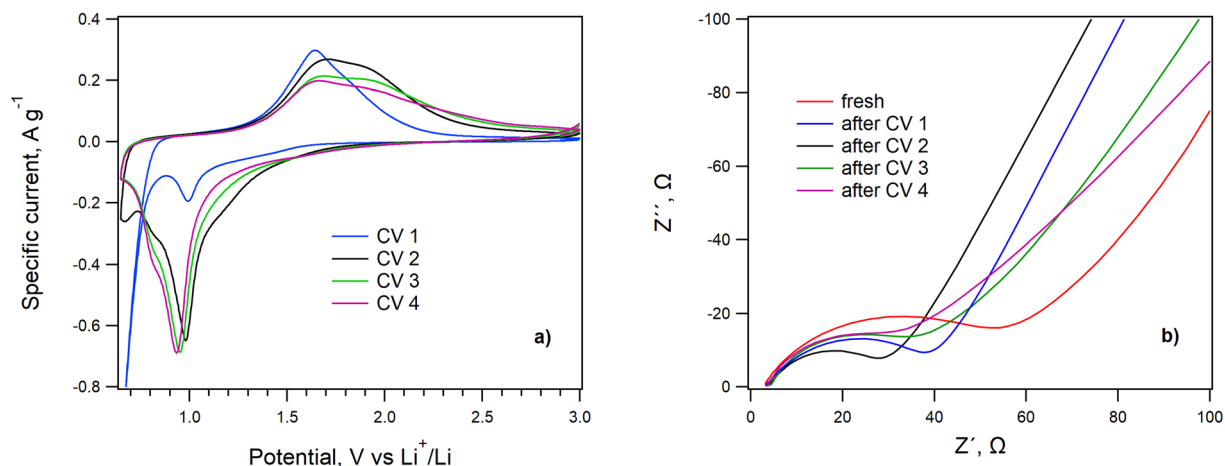 0.4
0.2
0.0
-0.2
-0.4
-0.6
-0.8
Specific current, A g-1
1.0
1.5
2.0
2.5
3.0
Potential, V vs Li+/Li
CV 1
CV 2
CV 3
CV 4
a)
-100
-80
-60
-40
-20
0
Z´´, Ω
0
20
40
60
80
100
Z´, Ω
fresh
after CV 1
after CV 2
after CV 3
after CV 4
b)